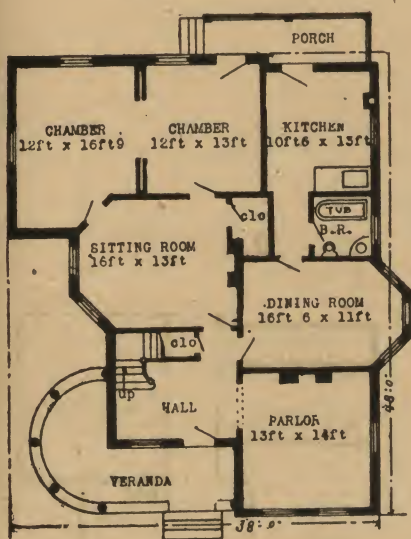 PORCH
CHAMBER
12ft x 16ft9
CHAMBER
12ft x 13ft
KITCHEN
10ft6 x 13ft
clo
TUB
B.R.
SITTING ROOM
16ft x 13ft
DINING ROOM
16ft 6 x 11ft
clo
up
HALL
PARLOR
13ft x 14ft
VERANDA
48:0"
38:0"